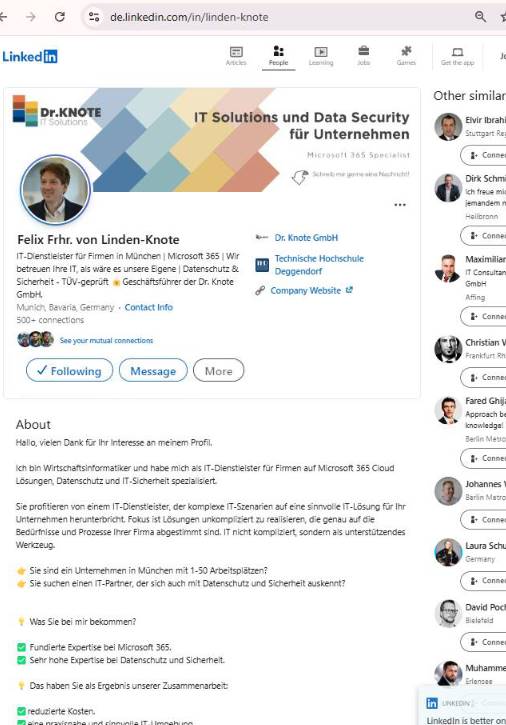 de.linkedin.com/in/linden-knote
Linked in
Articles
People
Learning
Jobs
Games
Get the app
Other similar
Dr.KNOTE
IT Solutions
IT Solutions und Data Security
für Unternehmen
Microsoft 365 Specialist
Schreib mir gerne eine Nachricht!
Felix Frhr. von Linden-Knote
IT-Dienstleister für Firmen in München | Microsoft 365 | Wir
betreuen Ihre IT, als wäre es unsere Eigene | Datenschutz &
Sicherheit - TÜV-geprüft Geschäftsführer der Dr. Knote
GmbH.
Munich, Bavaria, Germany · Contact Info
500+ connections
See your mutual connections
Dr. Knote GmbH
Technische Hochschule
Deggendorf
Company Website
Following
Message
More
About
Hallo, vielen Dank für Ihr Interesse an meinem Profil.
Ich bin Wirtschaftsinformatiker und habe mich als IT-Dienstleister für Firmen auf Microsoft 365 Cloud
Lösungen, Datenschutz und IT-Sicherheit spezialisiert.
Sie profitieren von einem IT-Dienstleister, der komplexe IT-Szenarien auf eine sinnvolle IT-Lösung für Ihr
Unternehmen herunterbricht. Fokus ist Lösungen unkompliziert zu realisieren, die genau auf die
Bedürfnisse und Prozesse Ihrer Firma abgestimmt sind. IT nicht kompliziert, sondern als unterstützendes
Werkzeug.
👉 Sie sind ein Unternehmen in München mit 1-50 Arbeitsplätzen?
👉 Sie suchen einen IT-Partner, der sich auch mit Datenschutz und Sicherheit auskennt?
💡 Was Sie bei mir bekommen?
✅ Fundierte Expertise bei Microsoft 365.
✅ Sehr hohe Expertise bei Datenschutz und Sicherheit.
💡 Das haben Sie als Ergebnis unserer Zusammenarbeit:
✅ reduzierte Kosten.
✅ eine praxisnahe und sinnvolle IT-Umgebung
Elvir Ibrahi
Stuttgart Reg
Connec
Dirk Schmi
Ich freue mic
jemandem n
Heilbronn
Connec
Maximilian
IT Consultan
GmbH
Affing
Connec
Christian W
Frankfurt Rh
Connec
Fared Ghija
Approach be
knowledge!
Berlin Metro
Connec
Johannes
Berlin Metro
Connec
Laura Schu
Germany
Connec
David Poch
Bielefeld
Connec
Muhamme
Erlensee
LINKEDIN
LinkedIn is better on